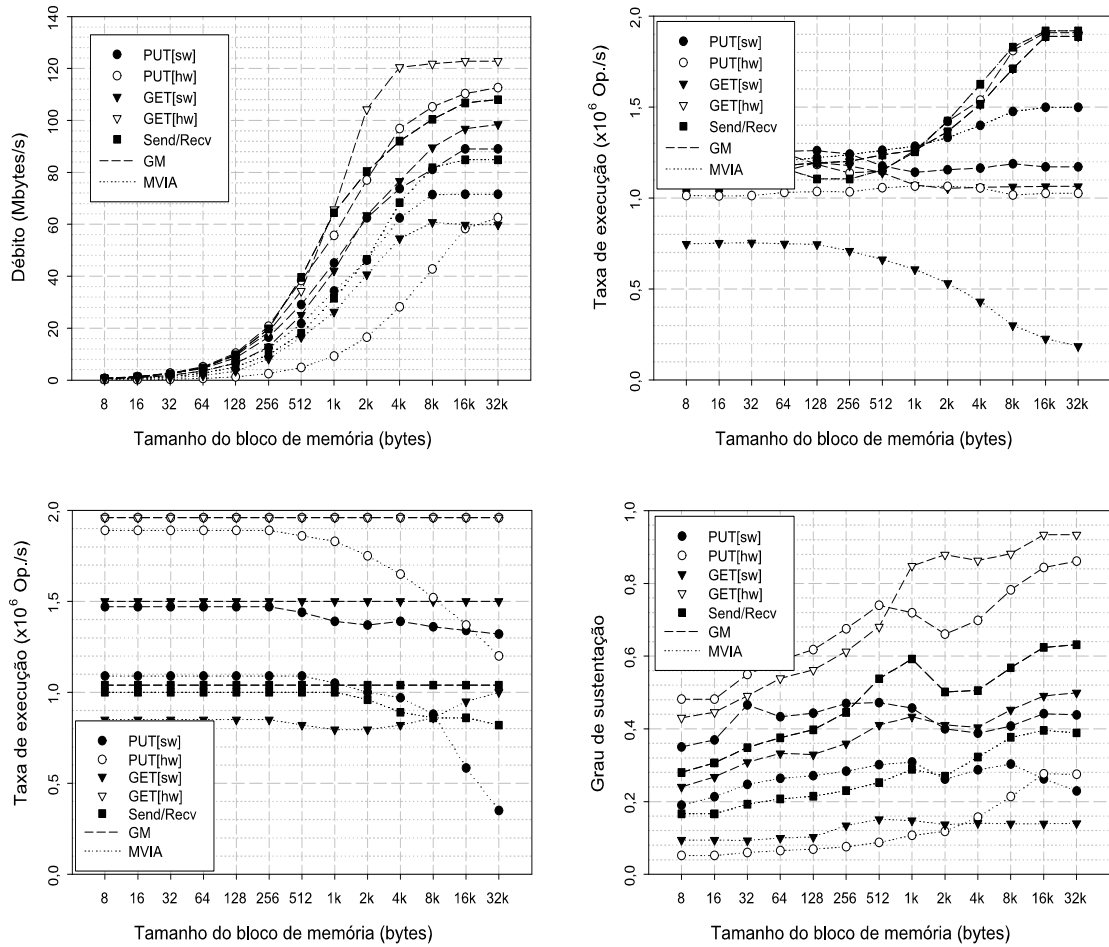 Débito (Mbytes/s)
140
120
100
80
60
40
20
0
PUT[sw]
PUT[hw]
GET[sw]
GET[hw]
Send/Recv
GM
MVIA
8 16 32 64 128 256 512 1k 2k 4k 8k 16k 32k
Tamanho do bloco de memória (bytes)
Taxa de execução (x10⁶ Op./s)
2,0
1,5
1,0
0,5
0,0
PUT[sw]
PUT[hw]
GET[sw]
GET[hw]
Send/Recv
GM
MVIA
8 16 32 64 128 256 512 1k 2k 4k 8k 16k 32k
Tamanho do bloco de memória (bytes)
Taxa de execução (x10⁶ Op./s)
2,0
1,5
1,0
0,5
0,0
PUT[sw]
PUT[hw]
GET[sw]
GET[hw]
Send/Recv
GM
MVIA
8 16 32 64 128 256 512 1k 2k 4k 8k 16k 32k
Tamanho do bloco de memória (bytes)
Grau de sustentação
1,0
0,8
0,6
0,4
0,2
0,0
PUT[sw]
PUT[hw]
GET[sw]
GET[hw]
Send/Recv
GM
MVIA
8 16 32 64 128 256 512 1k 2k 4k 8k 16k 32k
Tamanho do bloco de memória (bytes)